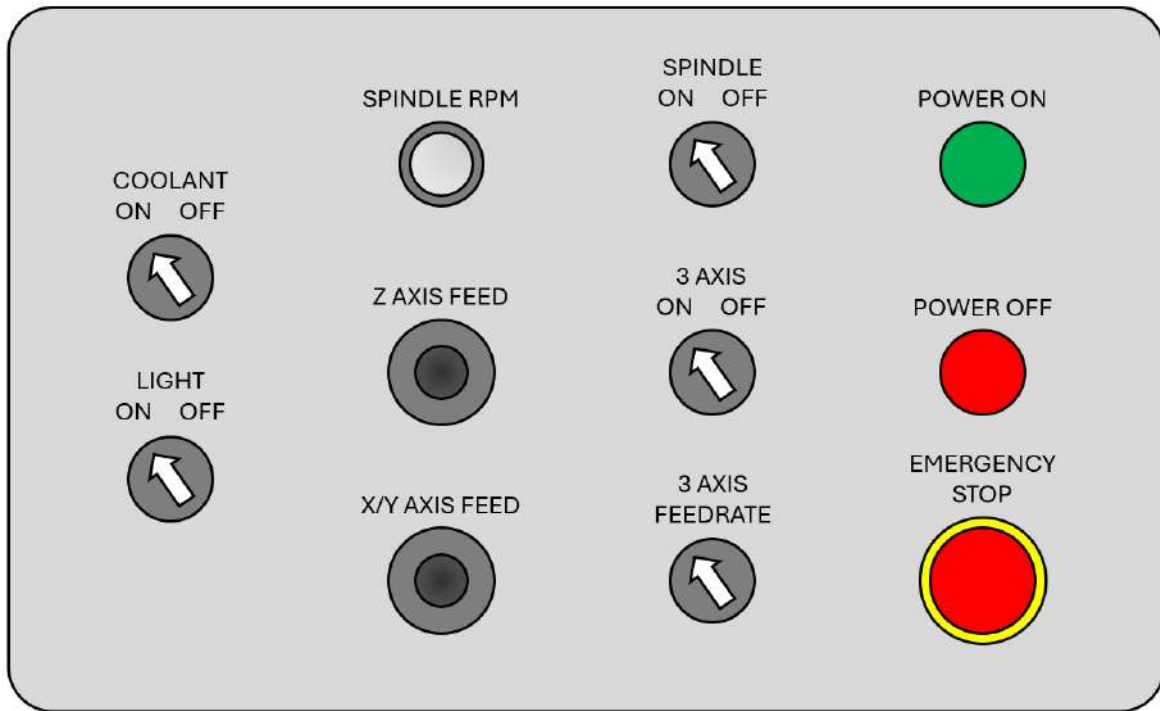 COOLANT
ON OFF
LIGHT
ON OFF
SPINDLE RPM
Z AXIS FEED
X/Y AXIS FEED
SPINDLE
ON OFF
3 AXIS
ON OFF
3 AXIS
FEEDRATE
POWER ON
POWER OFF
EMERGENCY
STOP